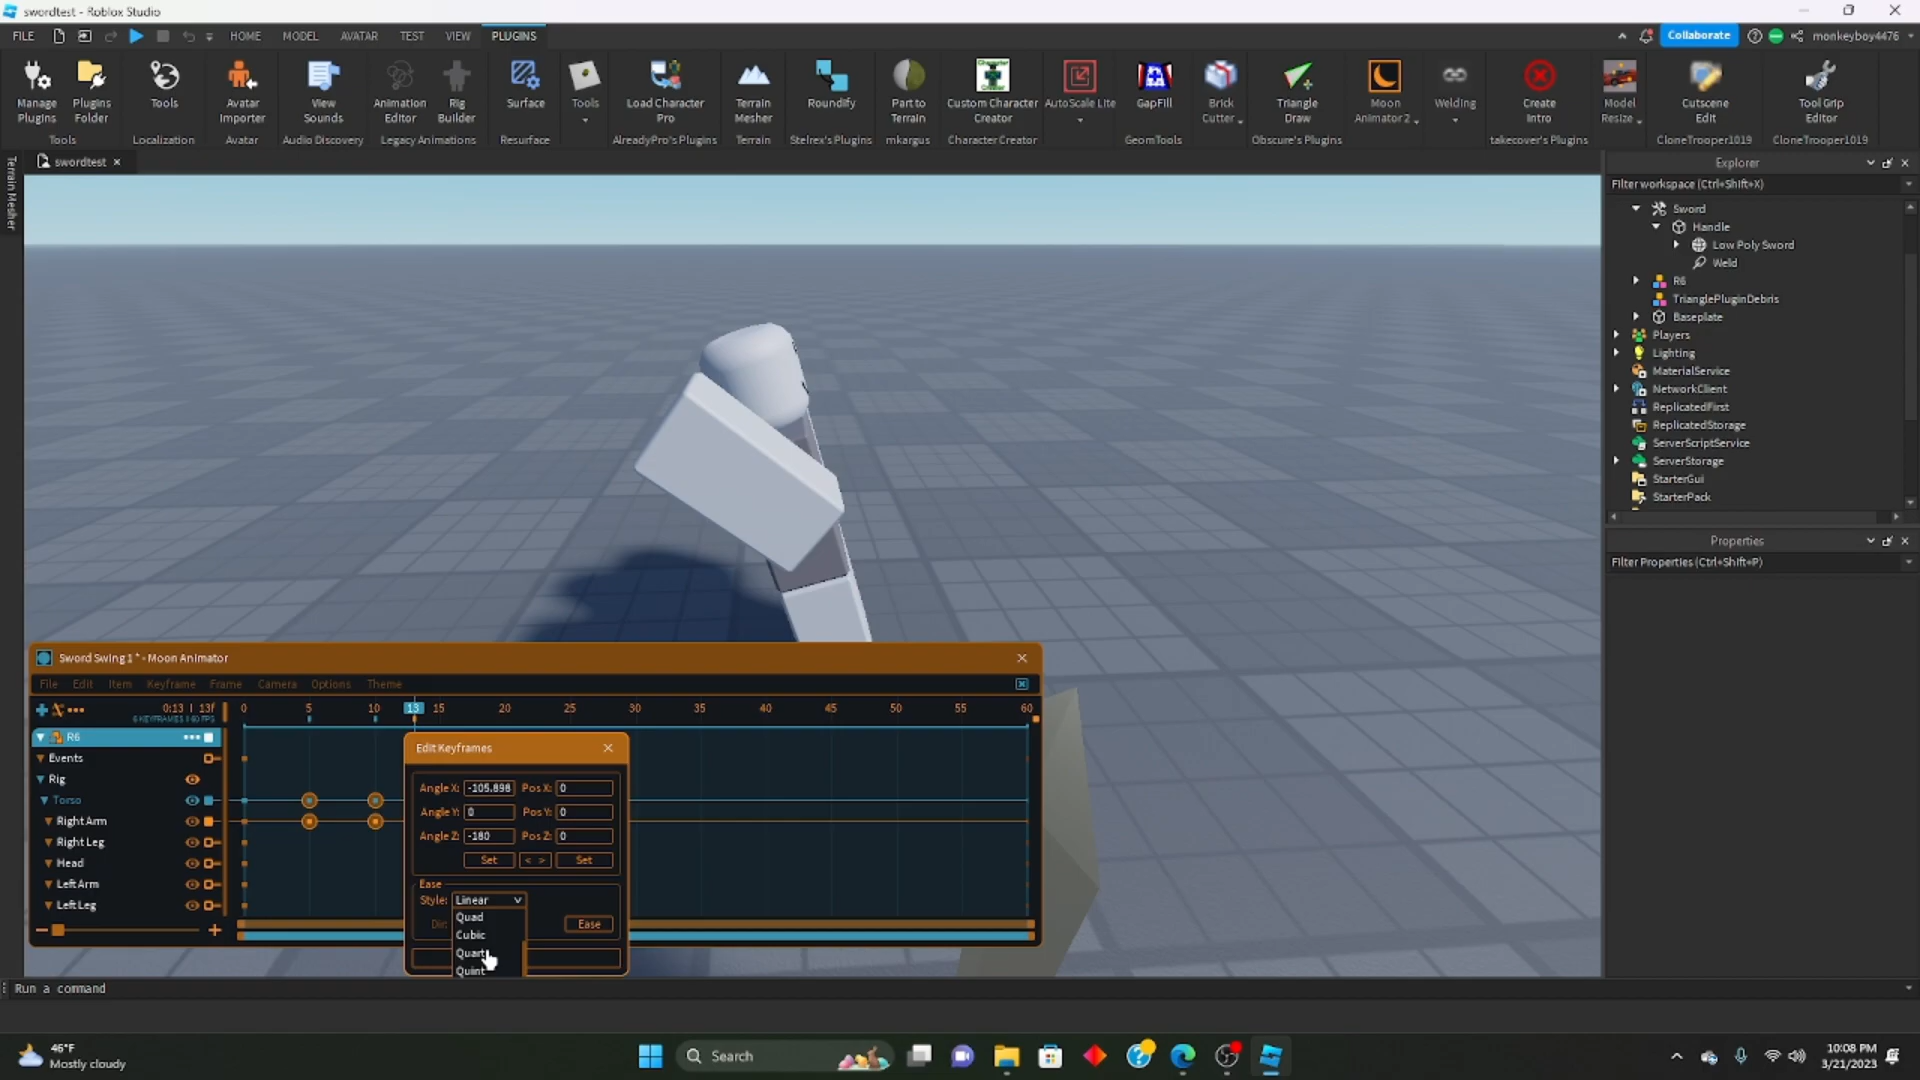 swordtest - Roblox Studio
FILE HOME MODEL AVATAR TEST VIEW PLUGINS Collaborate monkeyboy4476
Manage Plugins
Plugins Folder
Tools
Avatar Importer
View Sounds
Animation Editor
Rig Builder
Surface
Tools
Load Character Pro
Terrain Mesher
Roundify
Part to Terrain
Custom Character Creator
AutoScale Lite
GapFill
Brick Cutter
Triangle Draw
Moon Animator 2
Welding
Create Intro
Model Resize
Cutscene Edit
Tool Grip Editor
Tools Localization Avatar Audio Discovery Legacy Animations Resurface AlreadyPro's Plugins Terrain Stelrex's Plugins mkargus Character Creator GeomTools Obscure's Plugins takeover's Plugins CloneTrooper1019 CloneTrooper1019
Terrain Mesher
swordtest
Explorer
Filter workspace (Ctrl+Shift+X)
Sword
Handle
Low Poly Sword
Weld
R6
TrianglePluginDebris
Baseplate
Players
Lighting
MaterialService
NetworkClient
ReplicatedFirst
ReplicatedStorage
ServerScriptService
ServerStorage
StarterGui
StarterPack
Properties
Filter Properties (Ctrl+Shift+P)
Sword Swing 1 * - Moon Animator
File Edit Item Keyframe Frame Camera Options Theme
0:13 | 13f 0 5 10 13 15 20 25 30 35 40 45 50 55 60
6 KEYFRAMES | 60 FPS
R6
Events
Rig
Torso
Right Arm
Right Leg
Head
Left Arm
Left Leg
Edit Keyframes
Angle X: -105.898 Pos X: 0
Angle Y: 0 Pos Y: 0
Angle Z: -180 Pos Z: 0
Set < > Set
Ease
Style: Linear
Quad
Dir: Ease
Cubic
Quart
Quint
Run a command
46°F
Mostly cloudy
Search
10:08 PM
3/21/2023